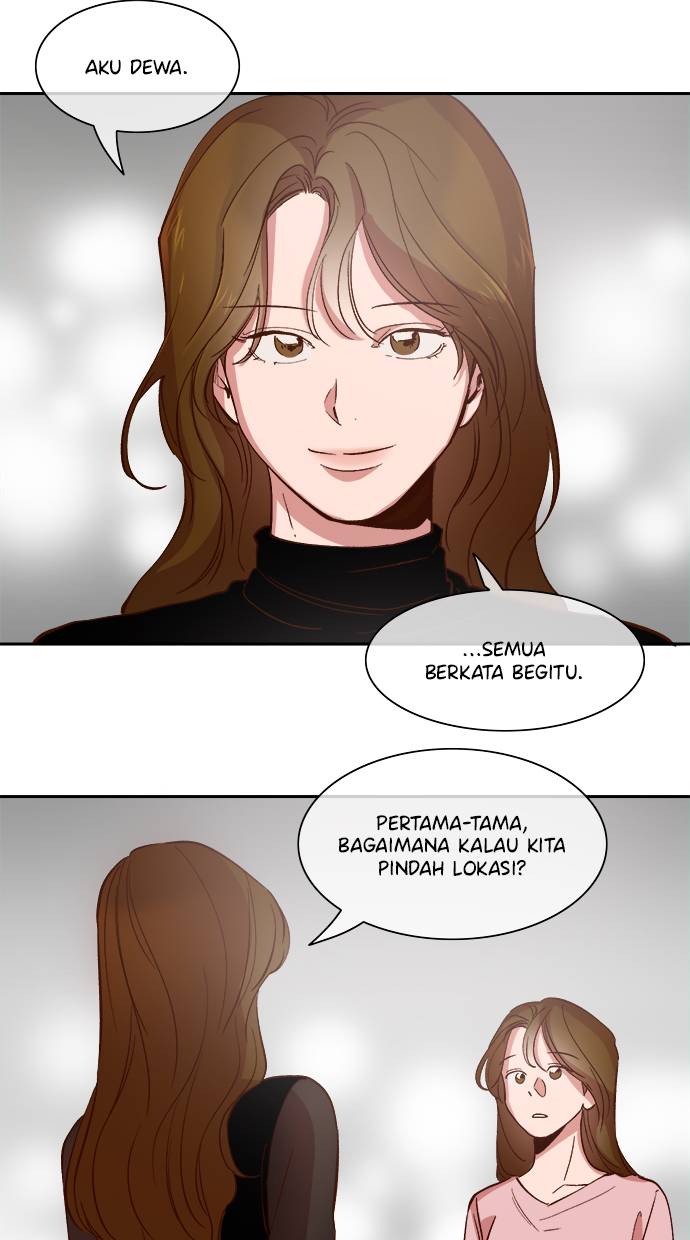 AKU DEWA.
...SEMUA
BERKATA BEGITU.
PERTAMA-TAMA,
BAGAIMANA KALAU KITA
PINDAH LOKASI?